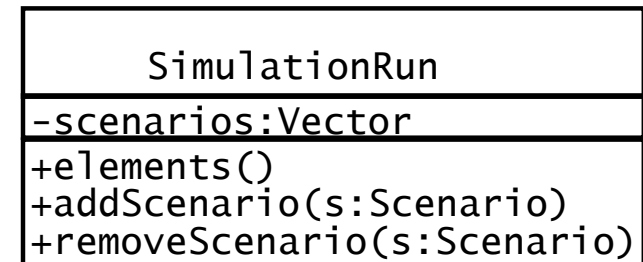 SimulationRun
-scenarios:Vector
+elements()
+addScenario(s:Scenario)
+removeScenario(s:Scenario)